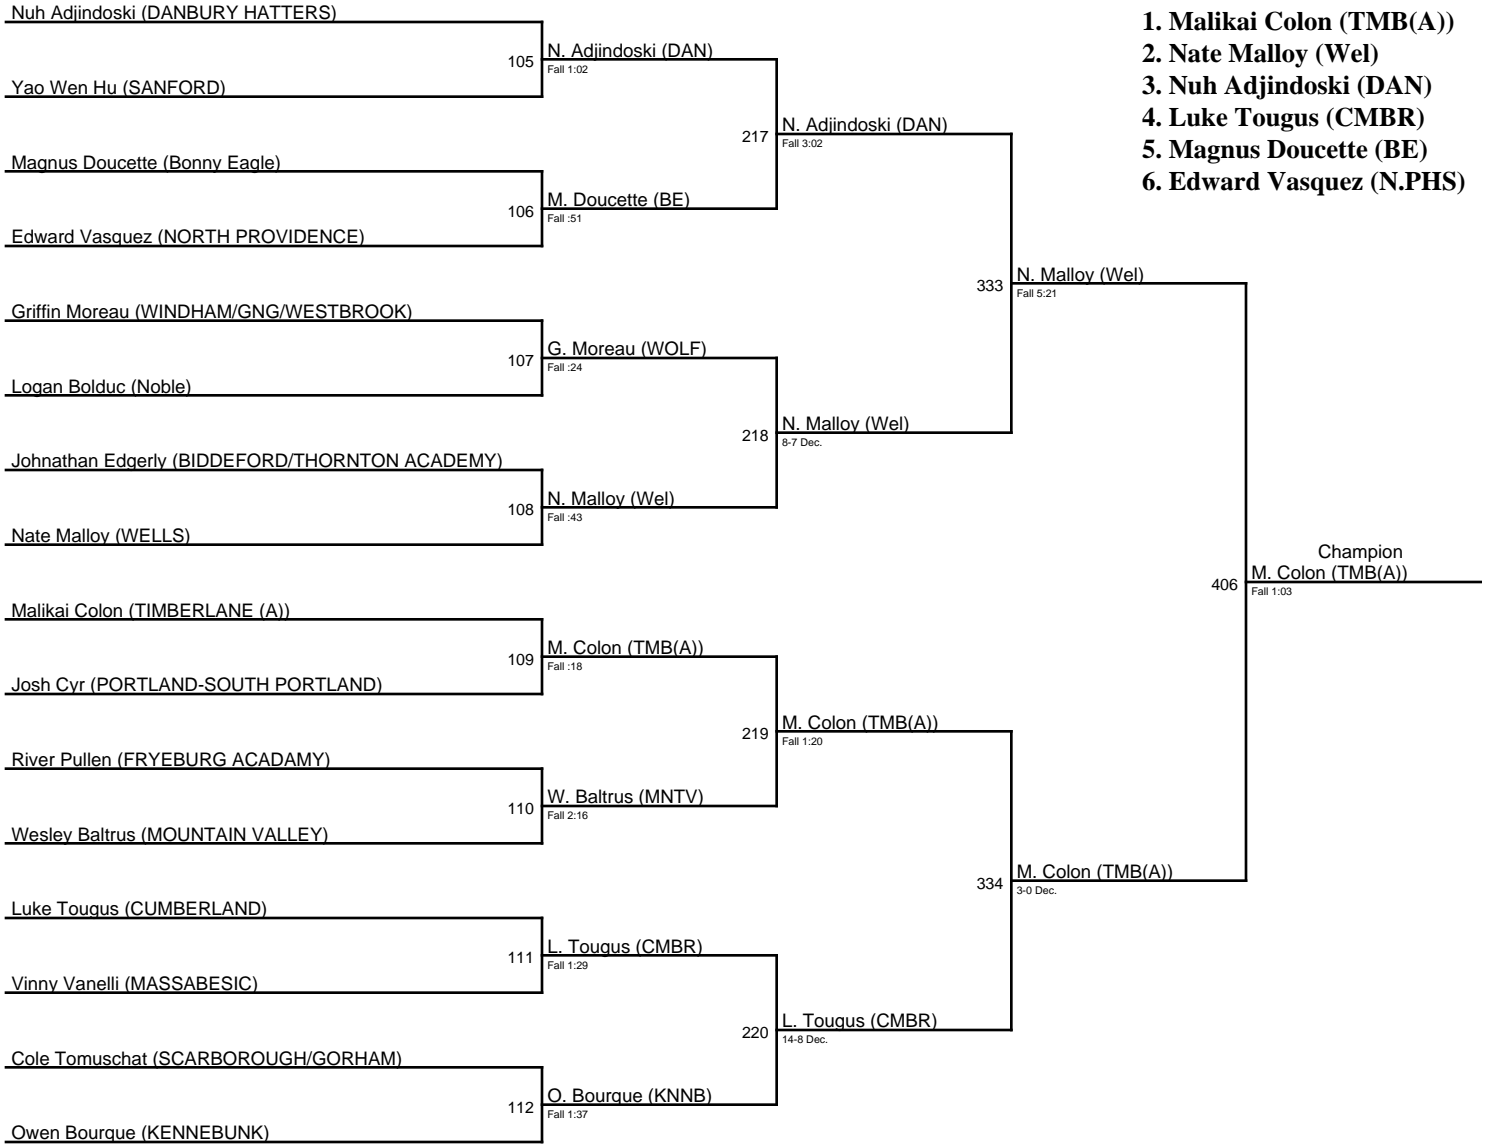 Nuh Adjindoski (DANBURY HATTERS)
Yao Wen Hu (SANFORD)
Magnus Doucette (Bonny Eagle)
Edward Vasquez (NORTH PROVIDENCE)
Griffin Moreau (WINDHAM/GNG/WESTBROOK)
Logan Bolduc (Noble)
Johnathan Edgerly (BIDDEFORD/THORNTON ACADEMY)
Nate Malloy (WELLS)
Malikai Colon (TIMBERLANE (A))
Josh Cyr (PORTLAND-SOUTH PORTLAND)
River Pullen (FRYEBURG ACADAMY)
Wesley Baltrus (MOUNTAIN VALLEY)
Luke Tougus (CUMBERLAND)
Vinny Vanelli (MASSABESIC)
Cole Tomuschat (SCARBOROUGH/GORHAM)
Owen Bourque (KENNEBUNK)
105
N. Adjindoski (DAN)
Fall 1:02
106
M. Doucette (BE)
Fall :51
107
G. Moreau (WOLF)
Fall :24
108
N. Malloy (Wel)
Fall :43
109
M. Colon (TMB(A))
Fall :18
110
W. Baltrus (MNTV)
Fall 2:16
111
L. Tougus (CMBR)
Fall 1:29
112
O. Bourque (KNNB)
Fall 1:37
217
N. Adjindoski (DAN)
Fall 3:02
218
N. Malloy (Wel)
8-7 Dec.
219
M. Colon (TMB(A))
Fall 1:20
220
L. Tougus (CMBR)
14-8 Dec.
333
N. Malloy (Wel)
Fall 5:21
334
M. Colon (TMB(A))
3-0 Dec.
406
Champion
M. Colon (TMB(A))
Fall 1:03
1. Malikai Colon (TMB(A))
2. Nate Malloy (Wel)
3. Nuh Adjindoski (DAN)
4. Luke Tougus (CMBR)
5. Magnus Doucette (BE)
6. Edward Vasquez (N.PHS)